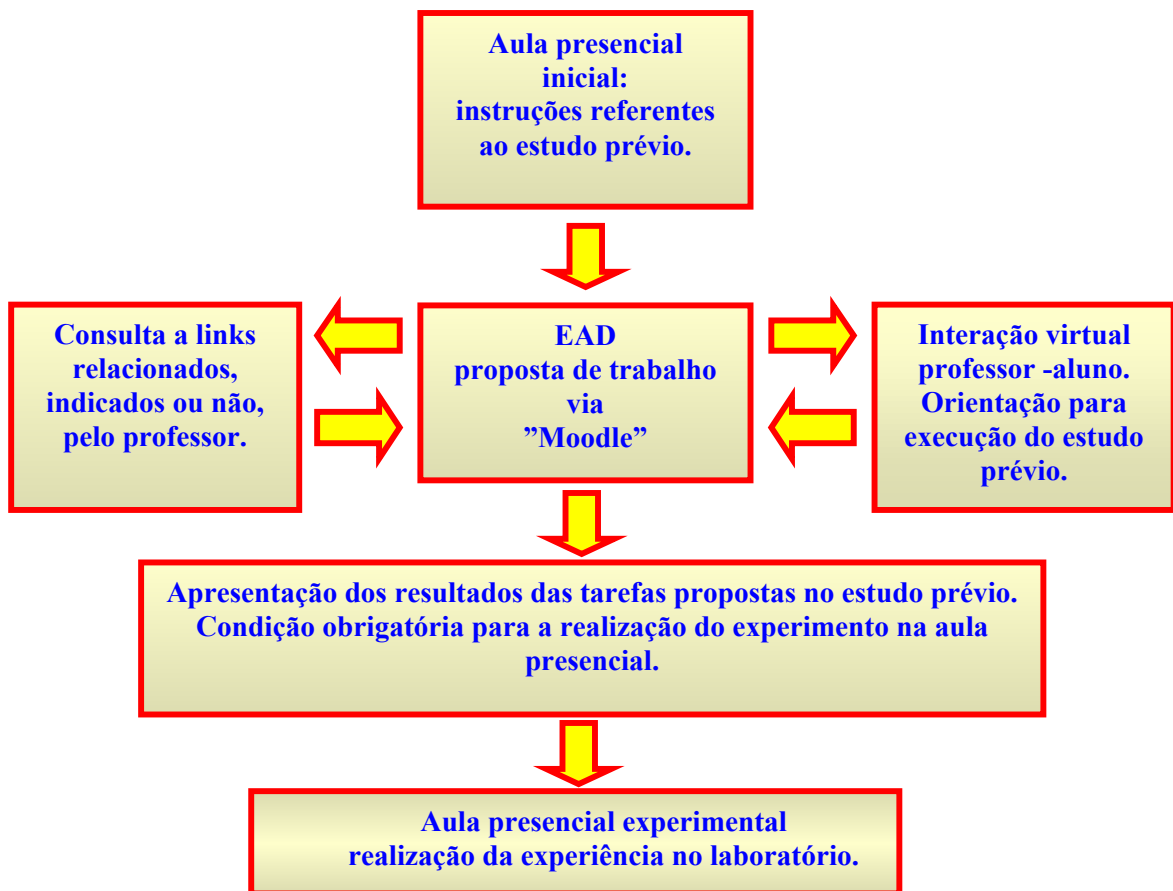 Aula presencial
inicial:
instruções referentes
ao estudo prévio.
Consulta a links
relacionados,
indicados ou não,
pelo professor.
EAD
proposta de trabalho
via
”Moodle”
Interação virtual
professor -aluno.
Orientação para
execução do estudo
prévio.
Apresentação dos resultados das tarefas propostas no estudo prévio.
Condição obrigatória para a realização do experimento na aula
presencial.
Aula presencial experimental
realização da experiência no laboratório.